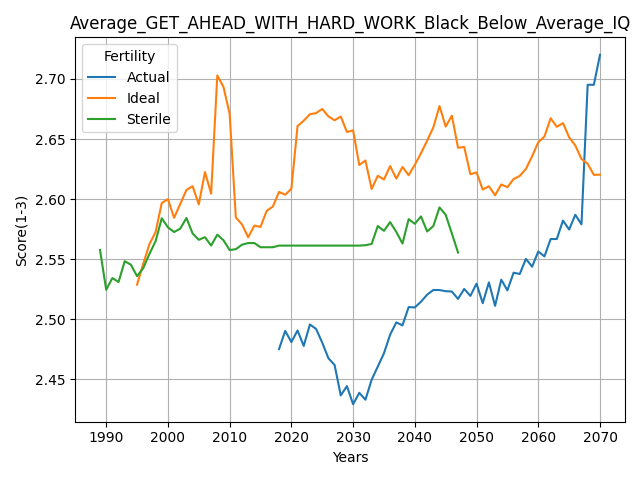 Average_GET_AHEAD_WITH_HARD_WORK_Black_Below_Average_IQ
Fertility
Actual
Ideal
Sterile
Score(1-3)
2.70
2.65
2.60
2.55
2.50
2.45
1990 2000 2010 2020 2030 2040 2050 2060 2070
Years